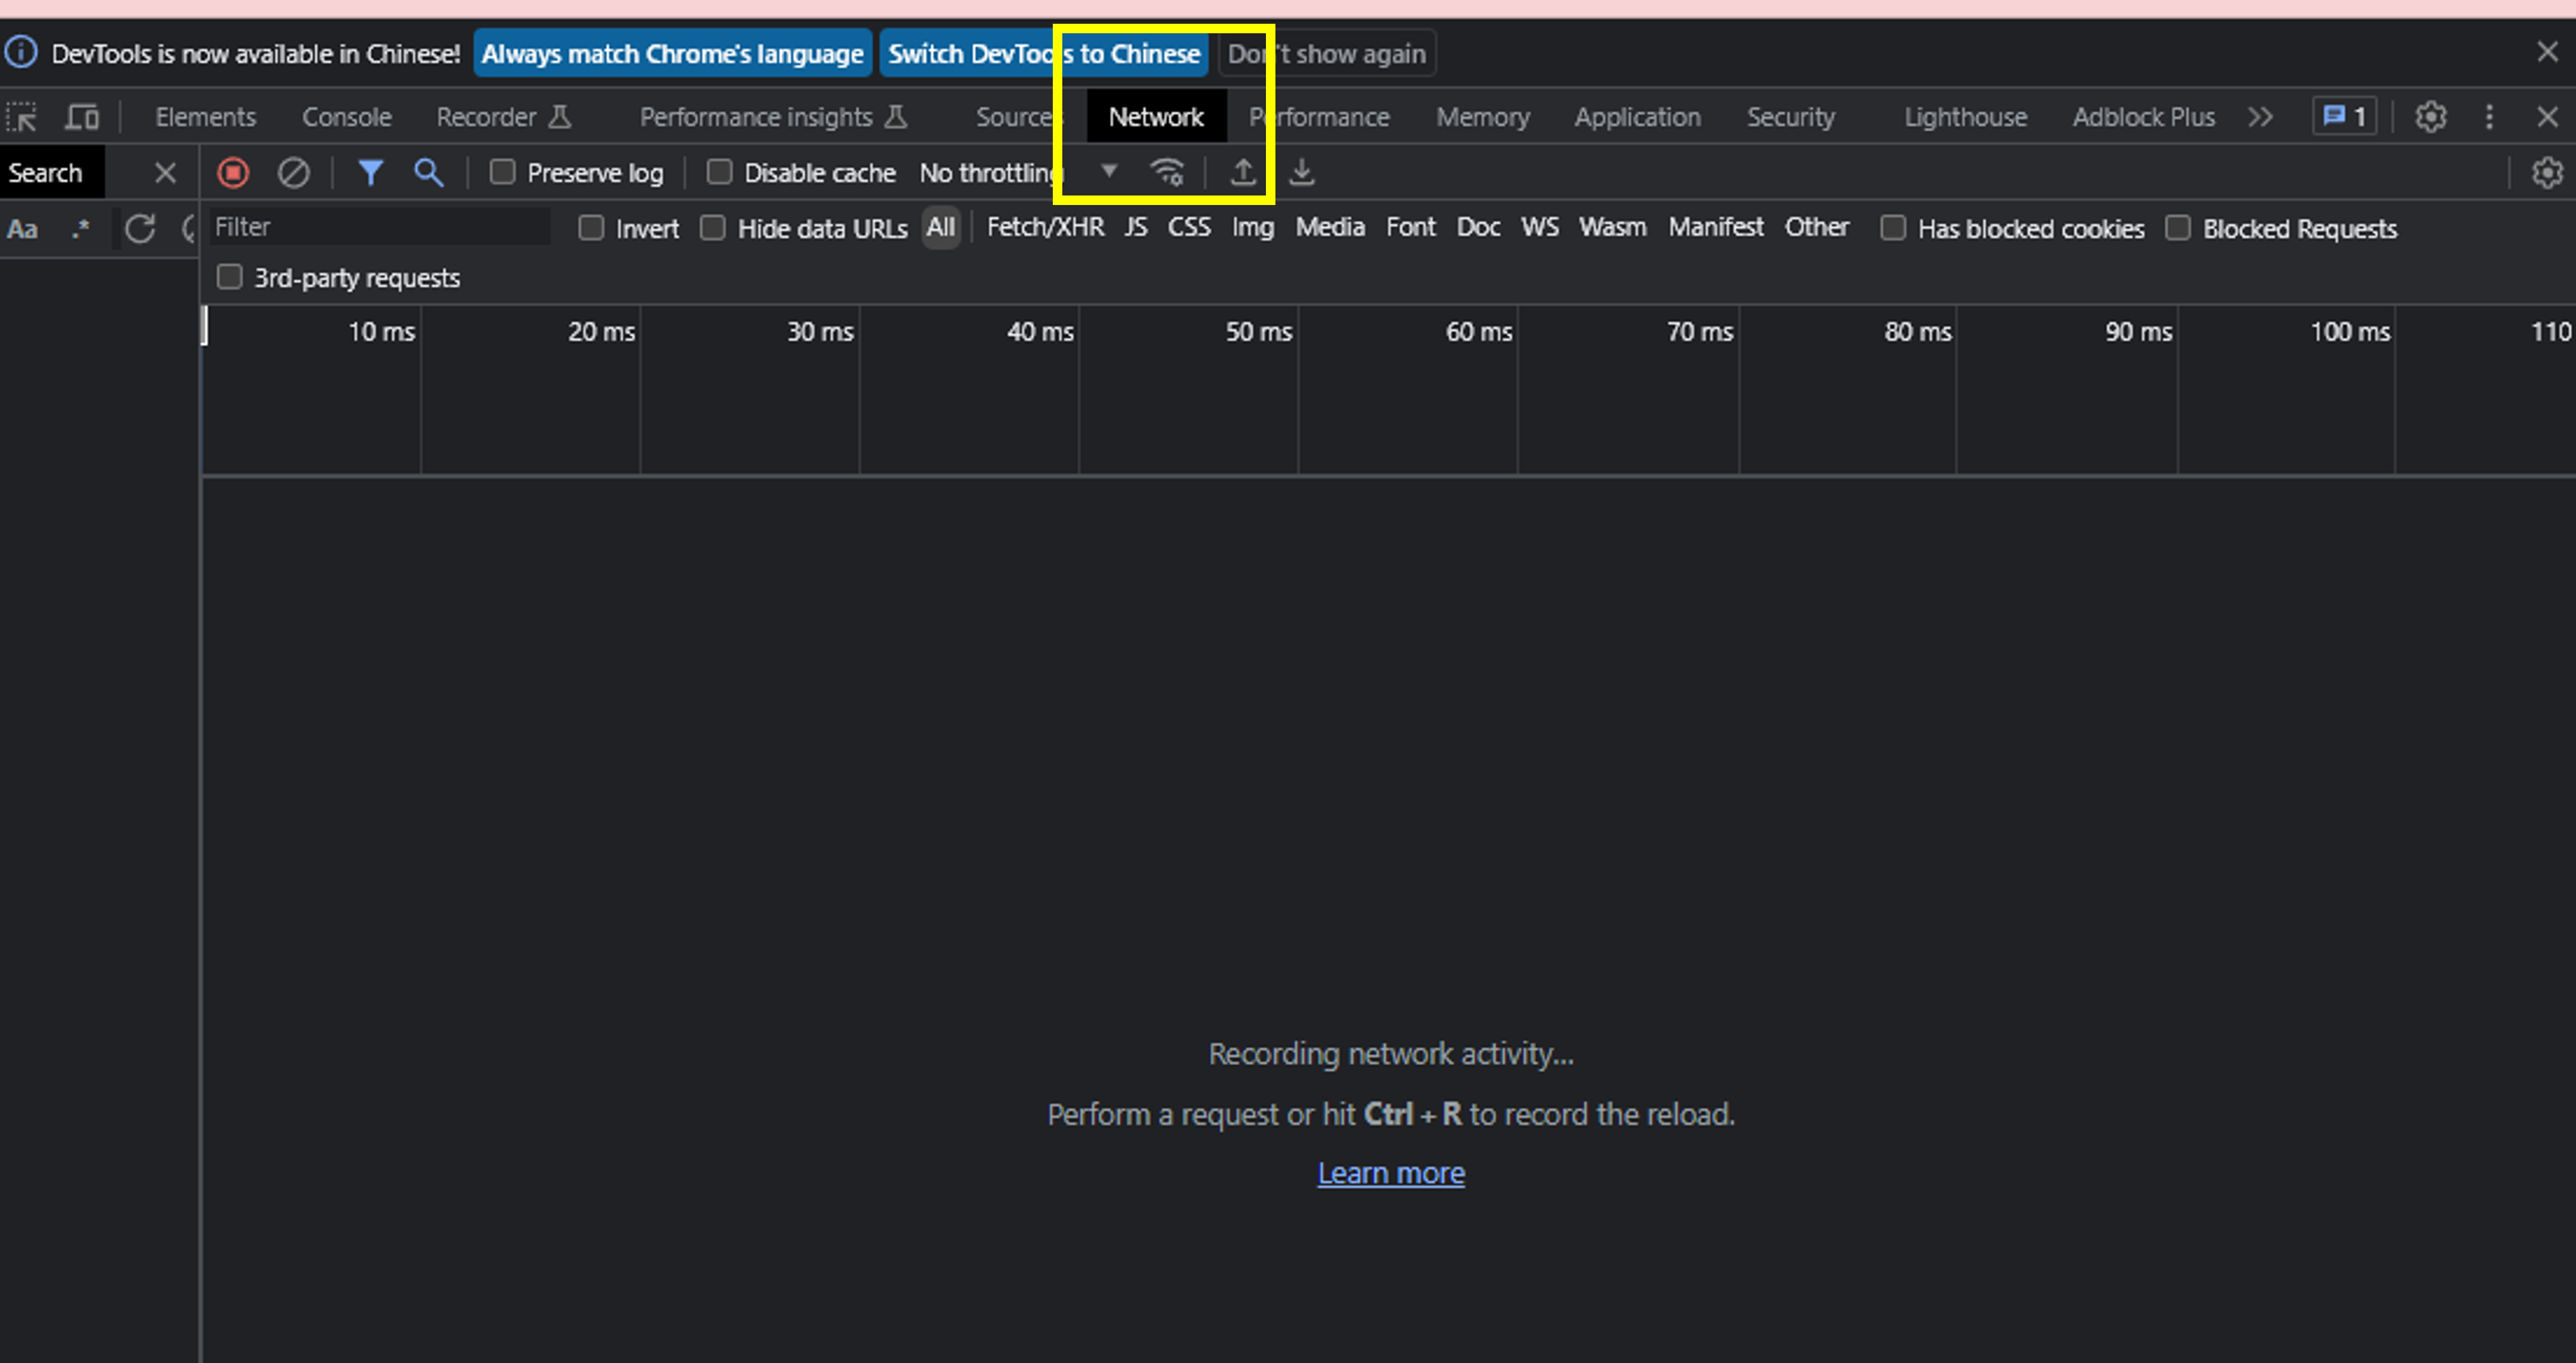 DevTools is now available in Chinese! Always match Chrome's language Switch DevTools to Chinese Don't show again
Elements Console Recorder Performance insights Sources Network Performance Memory Application Security Lighthouse Adblock Plus 1
Search Preserve log Disable cache No throttling
Aa .* Filter Invert Hide data URLs All Fetch/XHR JS CSS Img Media Font Doc WS Wasm Manifest Other Has blocked cookies Blocked Requests
3rd-party requests
10 ms 20 ms 30 ms 40 ms 50 ms 60 ms 70 ms 80 ms 90 ms 100 ms 110
Recording network activity...
Perform a request or hit Ctrl + R to record the reload.
Learn more